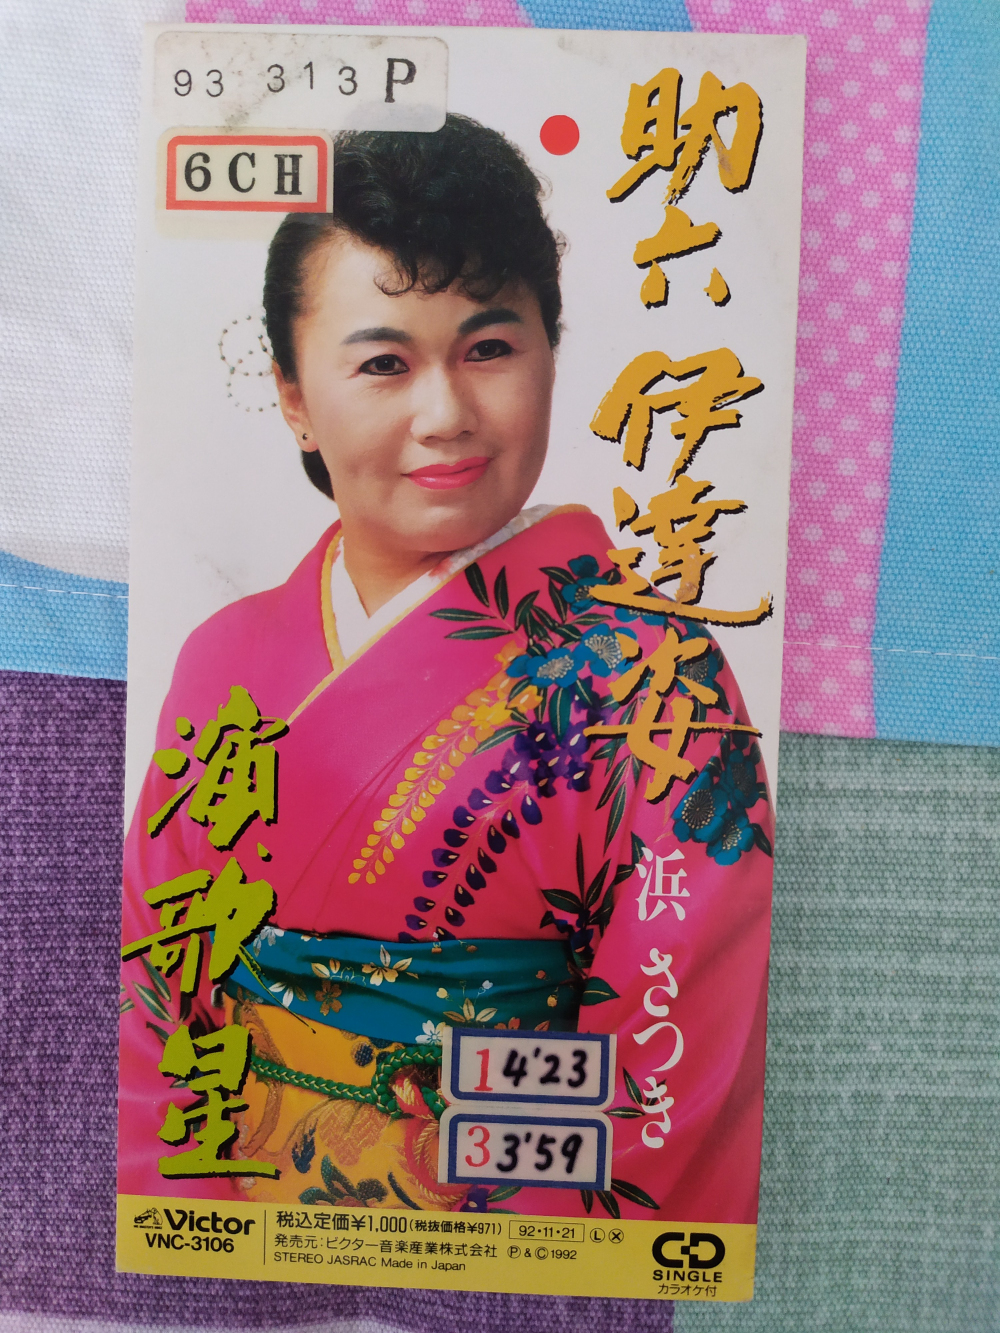 93 313 P
6CH
助六 伊達姿
浜 さつき
演歌星
1 4'23
3 3'59
Victor
VNC-3106
税込定価¥1,000(税抜価格¥971)
92・11・21
Ⓛ Ⓧ
発売元:ビクター音楽産業株式会社 Ⓟ & Ⓒ 1992
STEREO JASRAC Made in Japan
CD
SINGLE
カラオケ付